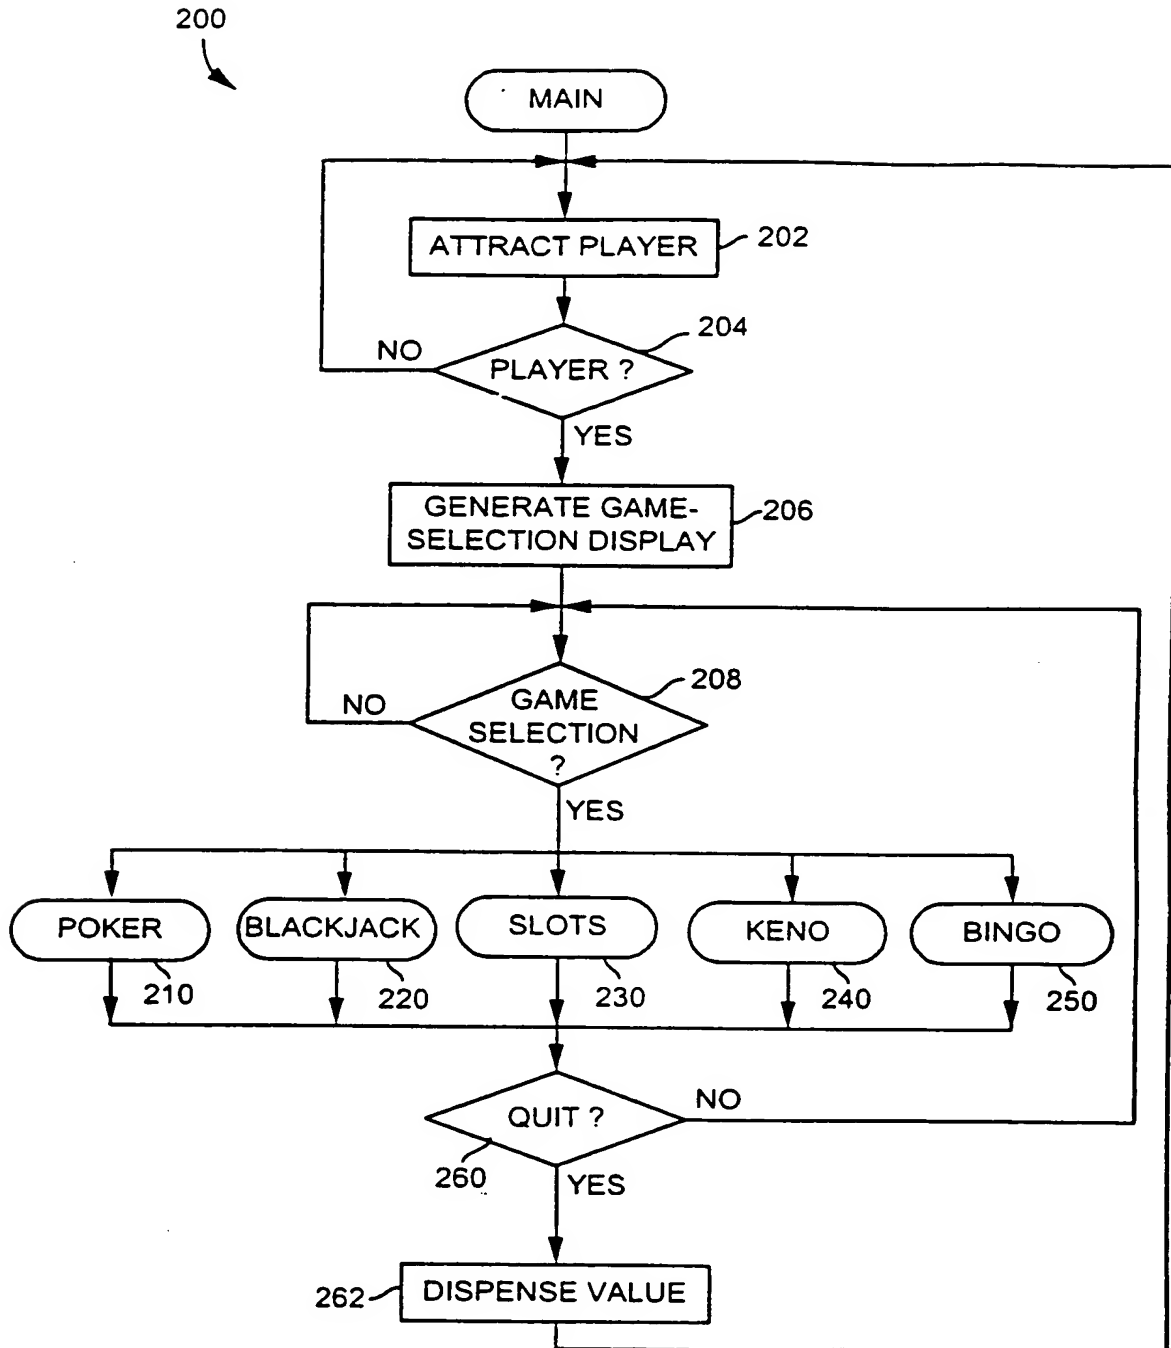 200
MAIN
ATTRACT PLAYER
202
204
NO
PLAYER ?
YES
GENERATE GAME-
SELECTION DISPLAY
206
208
NO
GAME
SELECTION
?
YES
POKER
BLACKJACK
SLOTS
KENO
BINGO
210
220
230
240
250
QUIT ?
NO
260
YES
262
DISPENSE VALUE